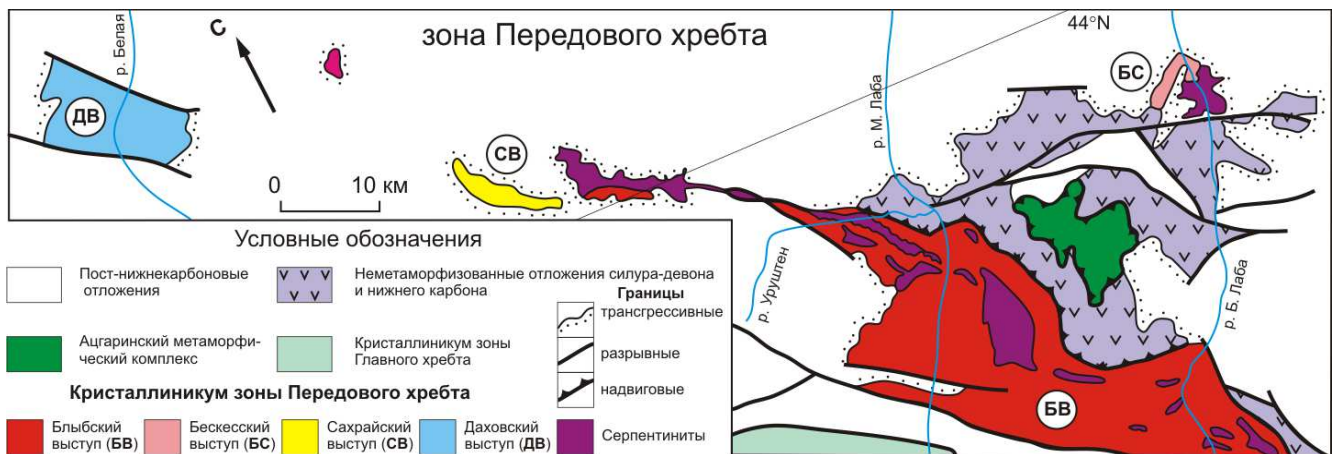 зона Передового хребта
44°N
С
р. Белая
р. М. Лаба
БС
ДВ
СВ
0 10 км
р. Уруштен
р. Б. Лаба
БВ
Условные обозначения
Пост-нижнекарбоновые
отложения
Неметаморфизованные отложения силура-девона
и нижнего карбона
Границы
трансгрессивные
Ацгаринский метаморфи-
ческий комплекс
Кристаллиникум зоны
Главного хребта
разрывные
надвиговые
Кристаллиникум зоны Передового хребта
Блыбский
выступ (БВ)
Бескесский
выступ (БС)
Сахрайский
выступ (СВ)
Даховский
выступ (ДВ)
Серпентиниты